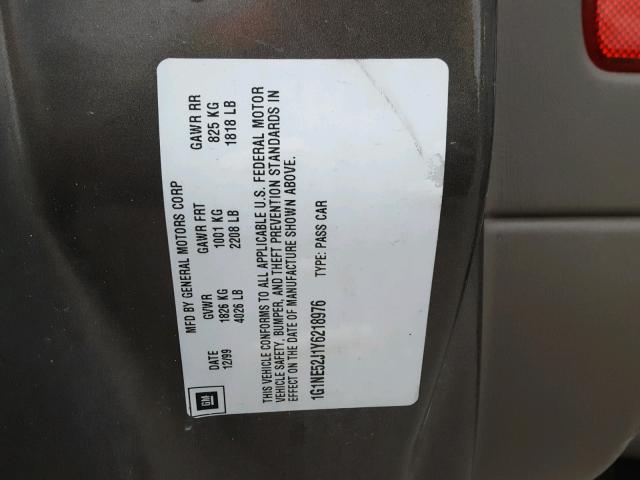 GM
MFD BY GENERAL MOTORS CORP
DATE GVWR GAWR FRT GAWR RR
12/99 1826 KG 1001 KG 825 KG
4026 LB 2208 LB 1818 LB
THIS VEHICLE CONFORMS TO ALL APPLICABLE U.S. FEDERAL MOTOR
VEHICLE SAFETY, BUMPER, AND THEFT PREVENTION STANDARDS IN
EFFECT ON THE DATE OF MANUFACTURE SHOWN ABOVE.
1G1NE52J1Y6216976 TYPE: PASS CAR